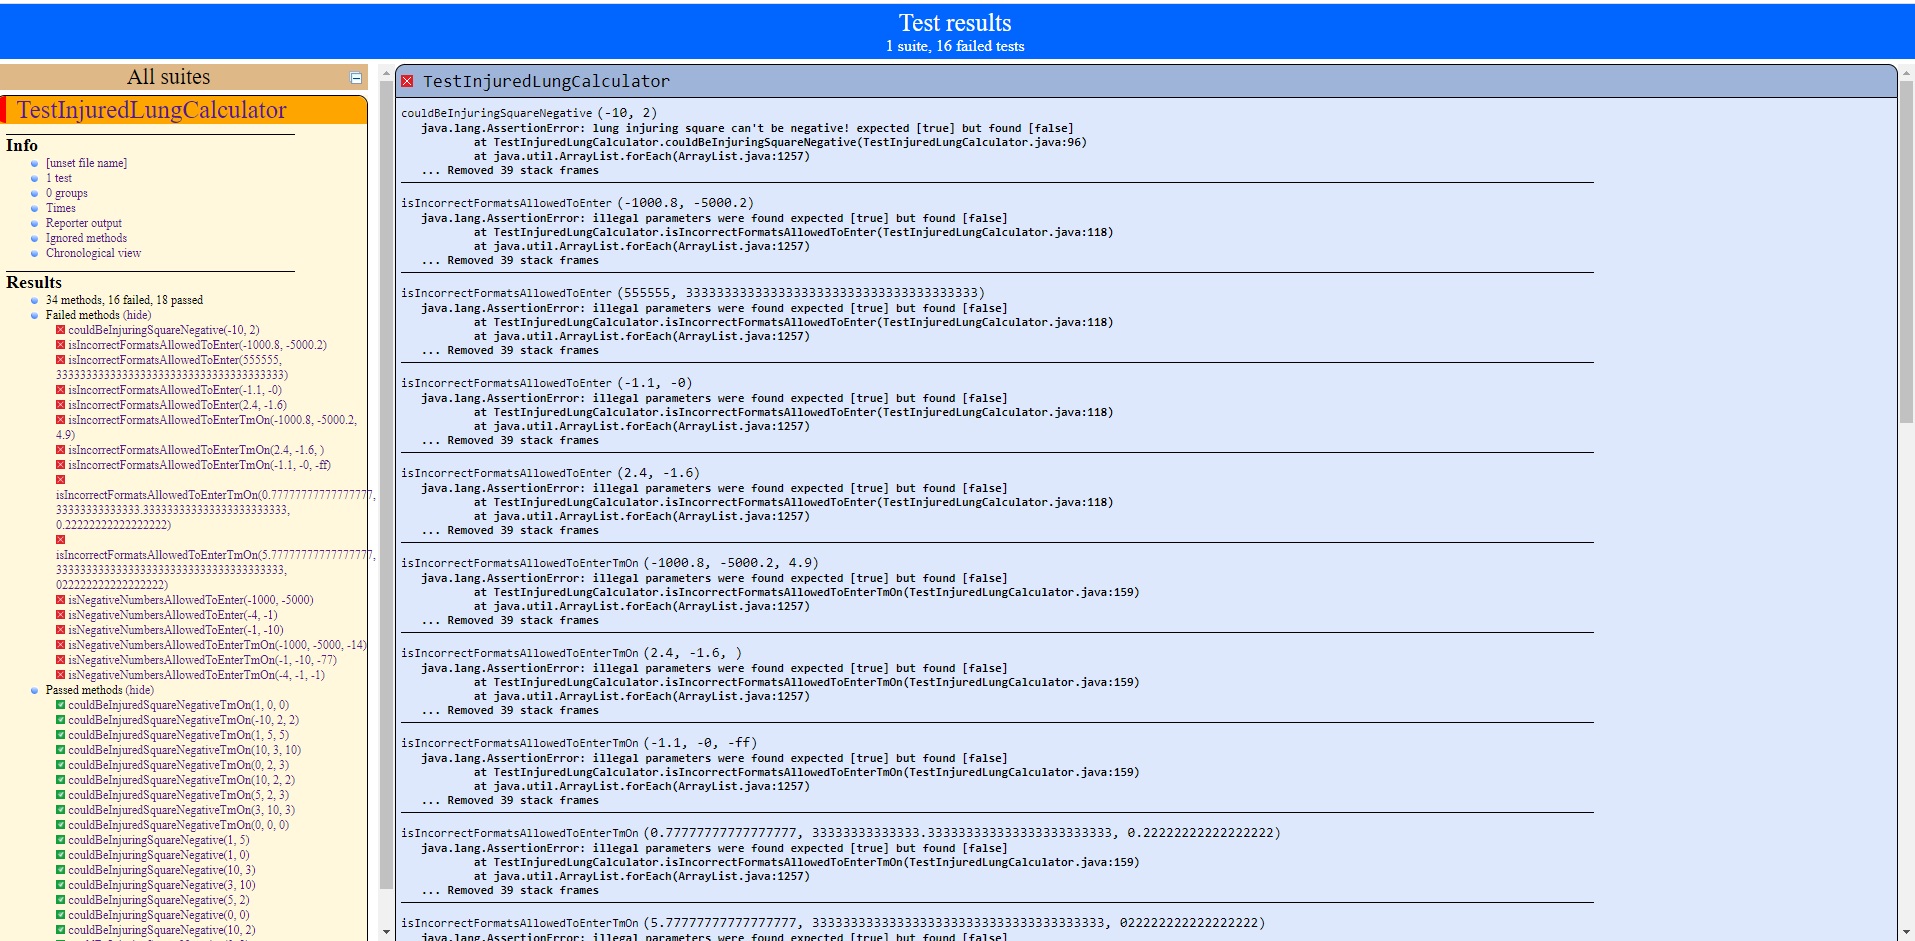 Test results
1 suite, 16 failed tests
All suites
TestInjuredLungCalculator
Info
[unset file name]
1 test
0 groups
Times
Reporter output
Ignored methods
Chronological view
Results
34 methods, 16 failed, 18 passed
Failed methods (hide)
couldBeInjuringSquareNegative(-10, 2)
isIncorrectFormatsAllowedToEnter(-1000.8, -5000.2)
isIncorrectFormatsAllowedToEnter(555555,
isIncorrectFormatsAllowedToEnter(-1.1, -0)
isIncorrectFormatsAllowedToEnter(2.4, -1.6)
isIncorrectFormatsAllowedToEnterTmOn(-1000.8, -5000.2,
4.9)
isIncorrectFormatsAllowedToEnterTmOn(2.4, -1.6, )
isIncorrectFormatsAllowedToEnterTmOn(-1.1, -0, -ff)
isNegativeNumbersAllowedToEnter(-1000, -5000)
isNegativeNumbersAllowedToEnter(-4, -1)
isNegativeNumbersAllowedToEnter(-1, -10)
isNegativeNumbersAllowedToEnterTmOn(-1000, -5000, -14)
isNegativeNumbersAllowedToEnterTmOn(-1, -10, -77)
isNegativeNumbersAllowedToEnterTmOn(-4, -1, -1)
Passed methods (hide)
couldBeInjuredSquareNegativeTmOn(1, 0, 0)
couldBeInjuredSquareNegativeTmOn(-10, 2, 2)
couldBeInjuredSquareNegativeTmOn(1, 5, 5)
couldBeInjuredSquareNegativeTmOn(10, 3, 10)
couldBeInjuredSquareNegativeTmOn(0, 2, 3)
couldBeInjuredSquareNegativeTmOn(10, 2, 2)
couldBeInjuredSquareNegativeTmOn(5, 2, 3)
couldBeInjuredSquareNegativeTmOn(3, 10, 3)
couldBeInjuredSquareNegativeTmOn(0, 0, 0)
couldBeInjuringSquareNegative(1, 5)
couldBeInjuringSquareNegative(1, 0)
couldBeInjuringSquareNegative(10, 3)
couldBeInjuringSquareNegative(3, 10)
couldBeInjuringSquareNegative(5, 2)
couldBeInjuringSquareNegative(0, 0)
couldBeInjuringSquareNegative(10, 2)
TestInjuredLungCalculator
couldBeInjuringSquareNegative (-10, 2)
java.lang.AssertionError: lung injuring square can't be negative! expected [true] but found [false]
at TestInjuredLungCalculator.couldBeInjuringSquareNegative(TestInjuredLungCalculator.java:96)
at java.util.ArrayList.forEach(ArrayList.java:1257)
... Removed 39 stack frames
isIncorrectFormatsAllowedToEnter (-1000.8, -5000.2)
java.lang.AssertionError: illegal parameters were found expected [true] but found [false]
at TestInjuredLungCalculator.isIncorrectFormatsAllowedToEnter(TestInjuredLungCalculator.java:118)
at java.util.ArrayList.forEach(ArrayList.java:1257)
... Removed 39 stack frames
isIncorrectFormatsAllowedToEnter (555555,
java.lang.AssertionError: illegal parameters were found expected [true] but found [false]
at TestInjuredLungCalculator.isIncorrectFormatsAllowedToEnter(TestInjuredLungCalculator.java:118)
at java.util.ArrayList.forEach(ArrayList.java:1257)
... Removed 39 stack frames
isIncorrectFormatsAllowedToEnter (-1.1, -0)
java.lang.AssertionError: illegal parameters were found expected [true] but found [false]
at TestInjuredLungCalculator.isIncorrectFormatsAllowedToEnter(TestInjuredLungCalculator.java:118)
at java.util.ArrayList.forEach(ArrayList.java:1257)
... Removed 39 stack frames
isIncorrectFormatsAllowedToEnter (2.4, -1.6)
java.lang.AssertionError: illegal parameters were found expected [true] but found [false]
at TestInjuredLungCalculator.isIncorrectFormatsAllowedToEnter(TestInjuredLungCalculator.java:118)
at java.util.ArrayList.forEach(ArrayList.java:1257)
... Removed 39 stack frames
isIncorrectFormatsAllowedToEnterTmOn (-1000.8, -5000.2, 4.9)
java.lang.AssertionError: illegal parameters were found expected [true] but found [false]
at TestInjuredLungCalculator.isIncorrectFormatsAllowedToEnterTmOn(TestInjuredLungCalculator.java:159)
at java.util.ArrayList.forEach(ArrayList.java:1257)
... Removed 39 stack frames
isIncorrectFormatsAllowedToEnterTmOn (2.4, -1.6, )
java.lang.AssertionError: illegal parameters were found expected [true] but found [false]
at TestInjuredLungCalculator.isIncorrectFormatsAllowedToEnterTmOn(TestInjuredLungCalculator.java:159)
at java.util.ArrayList.forEach(ArrayList.java:1257)
... Removed 39 stack frames
isIncorrectFormatsAllowedToEnterTmOn (-1.1, -0, -ff)
java.lang.AssertionError: illegal parameters were found expected [true] but found [false]
at TestInjuredLungCalculator.isIncorrectFormatsAllowedToEnterTmOn(TestInjuredLungCalculator.java:159)
at java.util.ArrayList.forEach(ArrayList.java:1257)
... Removed 39 stack frames
isIncorrectFormatsAllowedToEnterTmOn
java.lang.AssertionError: illegal parameters were found expected [true] but found [false]
at TestInjuredLungCalculator.isIncorrectFormatsAllowedToEnterTmOn(TestInjuredLungCalculator.java:159)
at java.util.ArrayList.forEach(ArrayList.java:1257)
... Removed 39 stack frames
isIncorrectFormatsAllowedToEnterTmOn
java.lang.AssertionError: illegal parameters were found expected [true] but found [false]